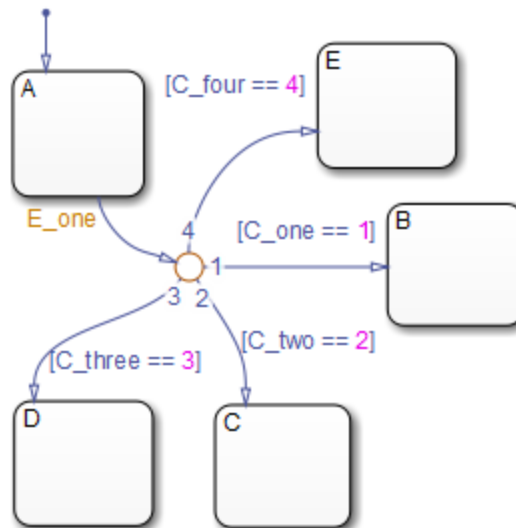 A
E
[C_four == 4]
E_one
B
[C_one == 1]
4
1
3
2
[C_three == 3]
[C_two == 2]
D
C